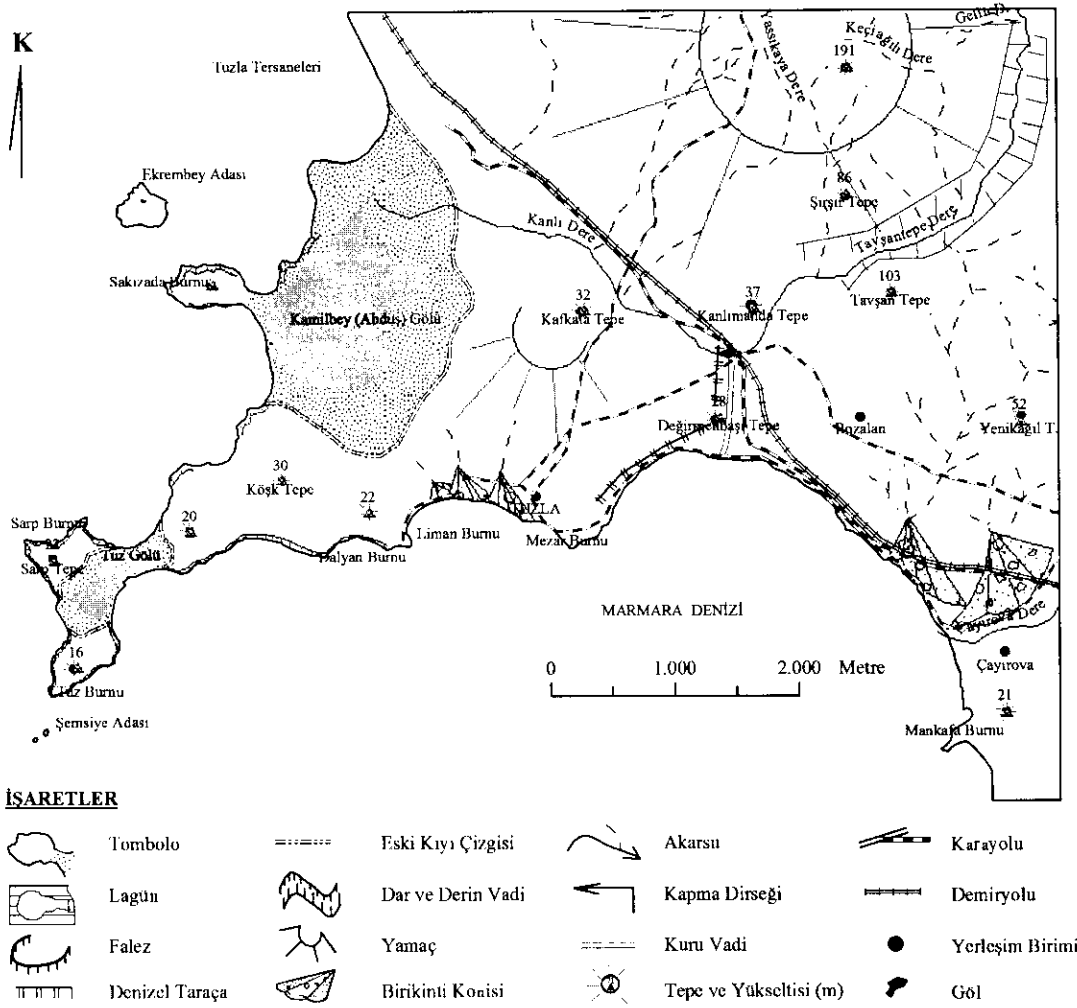 K
Tuzla Tersaneleri
Yassıkaya Dere
Keçiağılı Dere
191
Ekrembey Adası
86
Şırşır Tepe
Kanlı Dere
Tavşantepe Dere
Sakızada Burnu
103
Tavşan Tepe
32
Kafkala Tepe
37
Kanlımanda Tepe
Kamilbey (Abduş) Gölü
Değirmenbaşı Tepe
Bozalan
52
Yenikağıl T.
30
Köşk Tepe
22
20
TUZLA
Liman Burnu
Mezar Burnu
Dalyan Burnu
Sarp Burnu
Sarp Tepe
Tuz Gölü
MARMARA DENİZİ
Çayırova Dere
Çayırova
0 1.000 2.000 Metre
16
Tuz Burnu
21
Mankafa Burnu
Şemsiye Adası
İŞARETLER
Tombolo
Eski Kıyı Çizgisi
Akarsu
Karayolu
Lagün
Dar ve Derin Vadi
Kapma Dirseği
Demiryolu
Falez
Yamaç
Kuru Vadi
Yerleşim Birimi
Denizel Taraça
Birikinti Konisi
Tepe ve Yükseltisi (m)
Göl